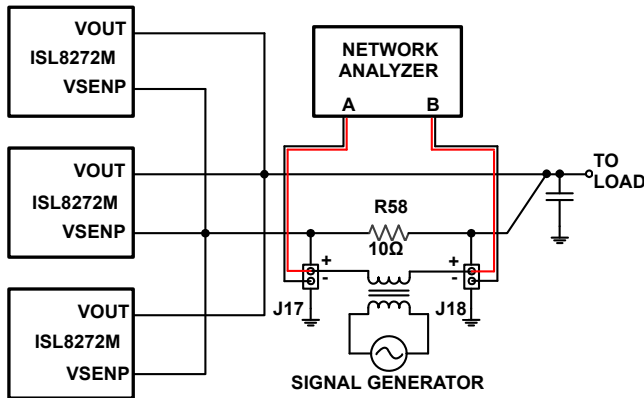 VOUT
ISL8272M
VSENP
VOUT
ISL8272M
VSENP
VOUT
ISL8272M
VSENP
NETWORK
ANALYZER
A B
TO
LOAD
R58
10Ω
+
-
J17
+
-
J18
SIGNAL GENERATOR